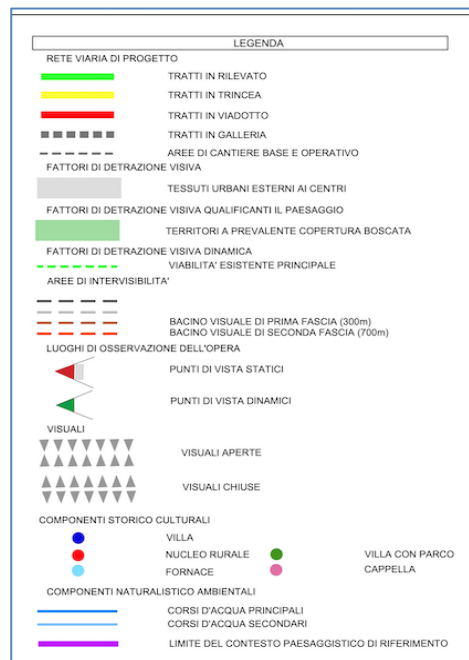 LEGENDA
RETE VIARIA DI PROGETTO
TRATTI IN RILEVATO
TRATTI IN TRINCEA
TRATTI IN VIADOTTO
TRATTI IN GALLERIA
AREE DI CANTIERE BASE E OPERATIVO
FATTORI DI DETRAZIONE VISIVA
TESSUTI URBANI ESTERNI AI CENTRI
FATTORI DI DETRAZIONE VISIVA QUALIFICANTI IL PAESAGGIO
TERRITORI A PREVALENTE COPERTURA BOSCATA
FATTORI DI DETRAZIONE VISIVA DINAMICA
VIABILITA' ESISTENTE PRINCIPALE
AREE DI INTERVISIBILITA'
BACINO VISUALE DI PRIMA FASCIA (300m)
BACINO VISUALE DI SECONDA FASCIA (700m)
LUOGHI DI OSSERVAZIONE DELL'OPERA
PUNTI DI VISTA STATICI
PUNTI DI VISTA DINAMICI
VISUALI
VISUALI APERTE
VISUALI CHIUSE
COMPONENTI STORICO CULTURALI
VILLA
NUCLEO RURALE VILLA CON PARCO
FORNACE CAPPELLA
COMPONENTI NATURALISTICO AMBIENTALI
CORSI D'ACQUA PRINCIPALI
CORSI D'ACQUA SECONDARI
LIMITE DEL CONTESTO PAESAGGISTICO DI RIFERIMENTO